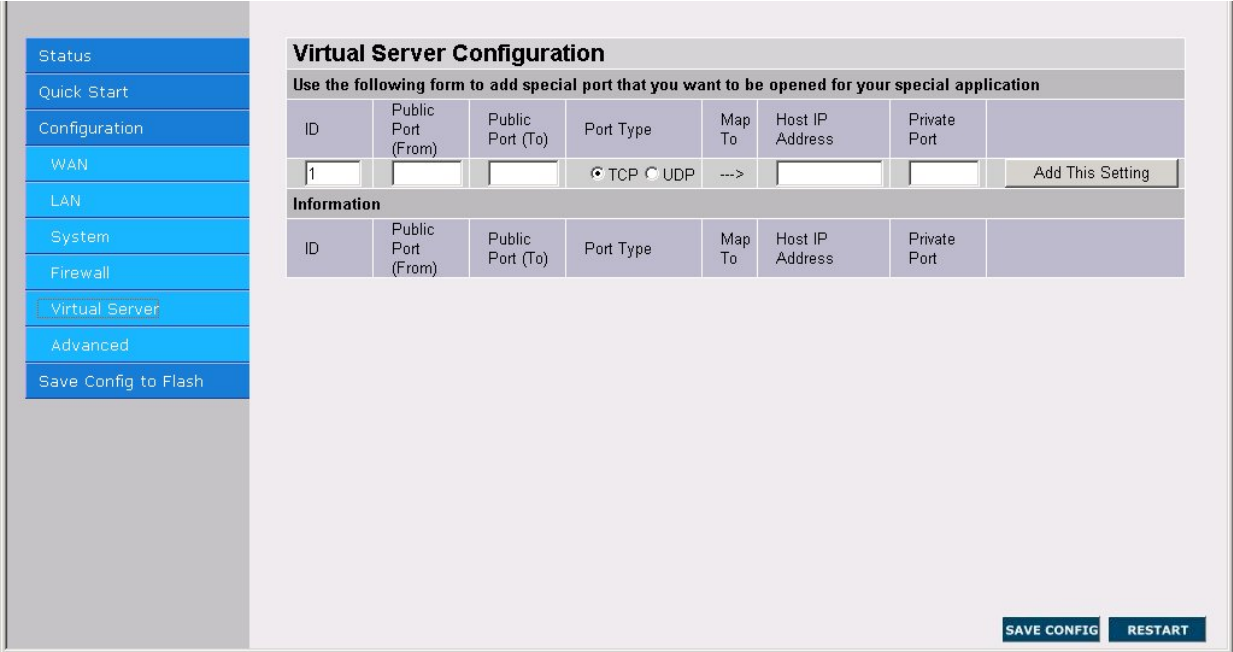 Status
Quick Start
Configuration
WAN
LAN
System
Firewall
Virtual Server
Advanced
Save Config to Flash
Virtual Server Configuration
Use the following form to add special port that you want to be opened for your special application
ID
Public
Port
(From)
Public
Port (To)
Port Type
Map
To
Host IP
Address
Private
Port
1
TCP UDP
--->
Add This Setting
Information
ID
Public
Port
(From)
Public
Port (To)
Port Type
Map
To
Host IP
Address
Private
Port
SAVE CONFIG
RESTART